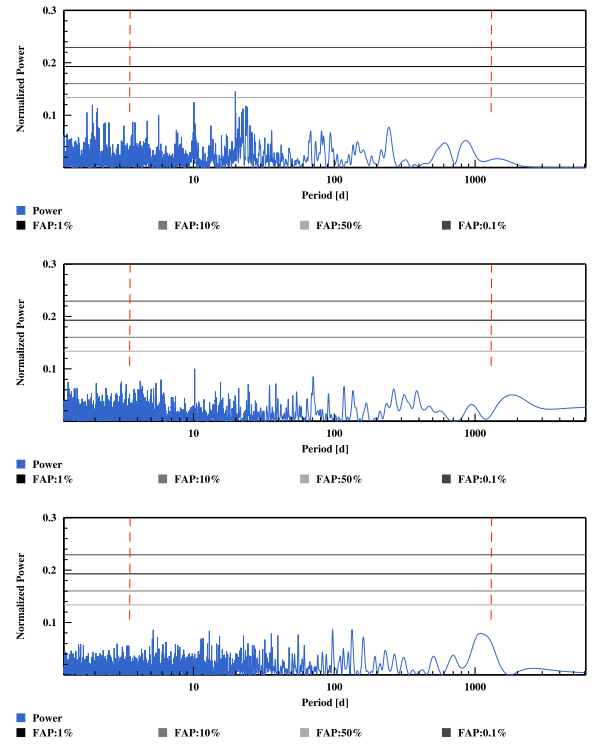 0.3
0.2
0.1
Normalized Power
10 100 1000
Period [d]
Power
FAP:1% FAP:10% FAP:50% FAP:0.1%
0.3
0.2
0.1
Normalized Power
10 100 1000
Period [d]
Power
FAP:1% FAP:10% FAP:50% FAP:0.1%
0.3
0.2
0.1
Normalized Power
10 100 1000
Period [d]
Power
FAP:1% FAP:10% FAP:50% FAP:0.1%